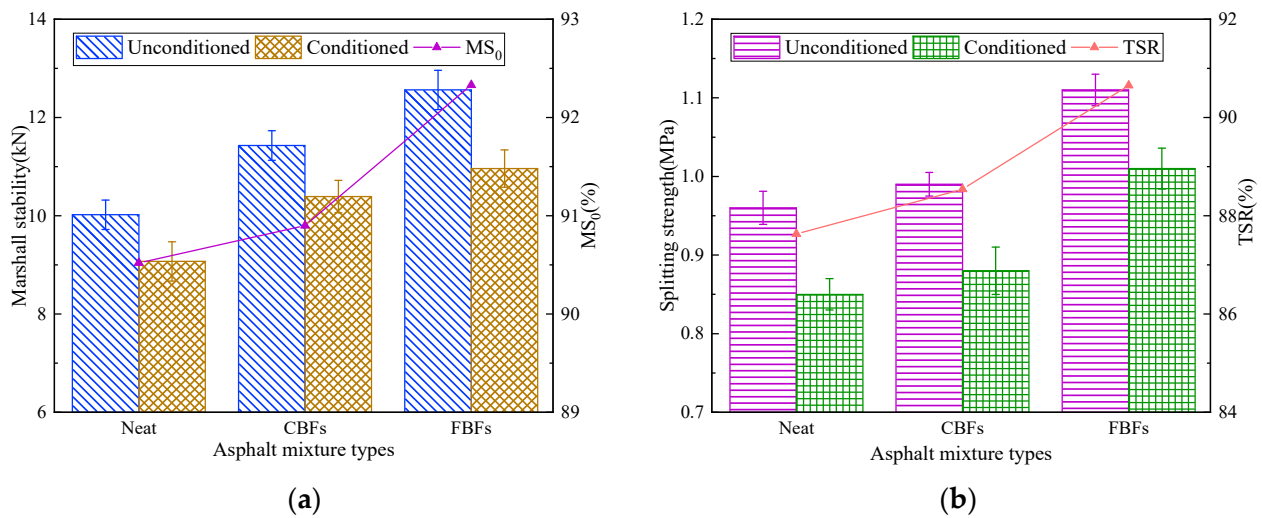 Unconditioned Conditioned MS₀
Marshall stability(kN)
14
12
10
8
6
93
92
91
90
89
MS₀(%)
Neat CBFs FBFs
Asphalt mixture types
(a)
Unconditioned Conditioned TSR
Splitting strength(MPa)
1.2
1.1
1.0
0.9
0.8
0.7
92
90
88
86
84
TSR(%)
Neat CBFs FBFs
Asphalt mixture types
(b)